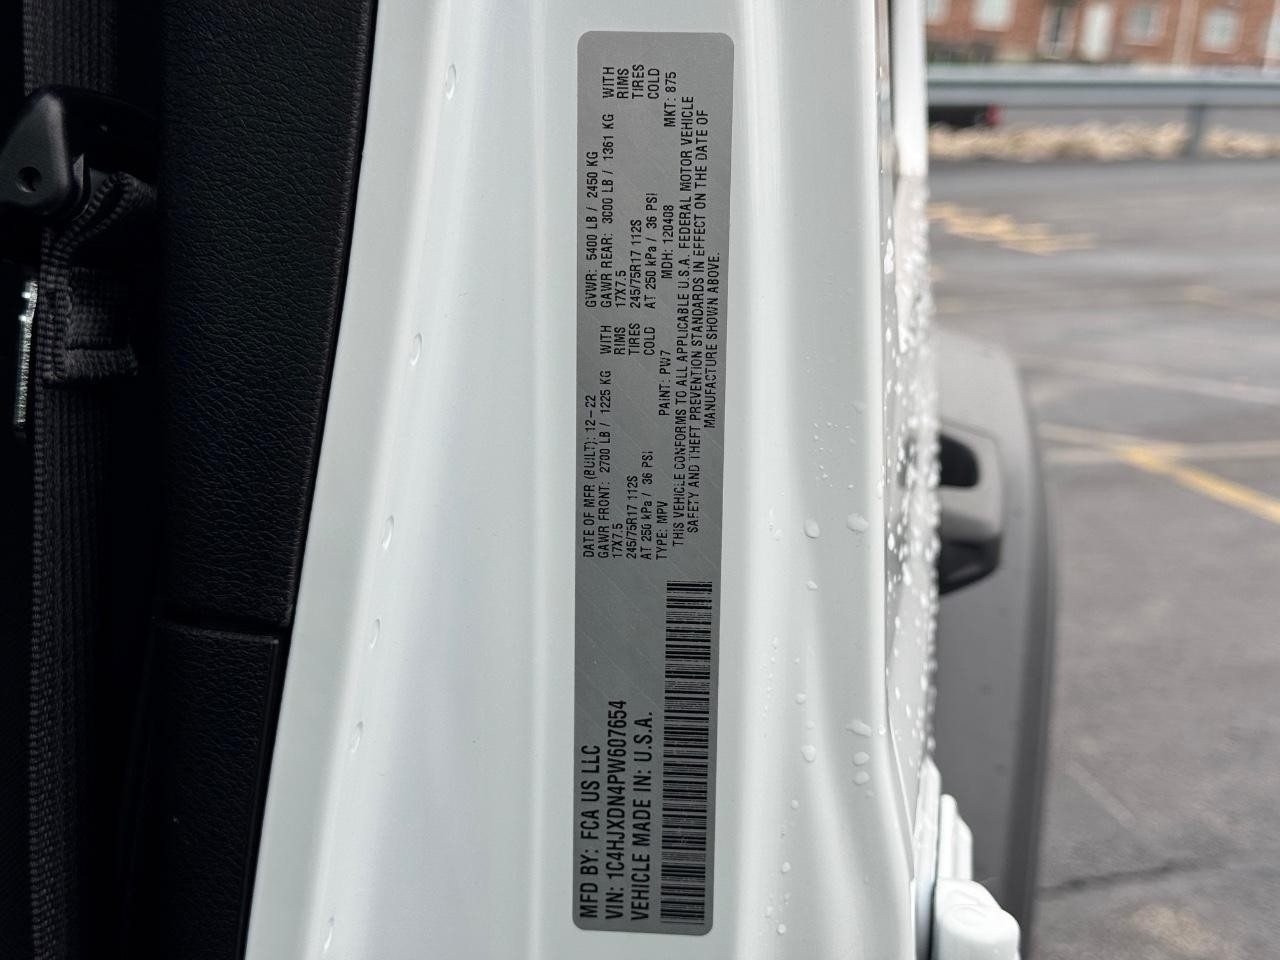 MFD BY: FCA US LLC
VIN: 1C4HJXDN4PW607654
VEHICLE MADE IN: U.S.A.
DATE OF MFR (BUILT): 12-22 GVWR: 5400 LB / 2450 KG
GAWR FRONT: 2700 LB / 1225 KG WITH GAWR REAR: 3000 LB / 1361 KG WITH
17X7.5 RIMS 17X7.5 RIMS
245/75R17 112S TIRES 245/75R17 112S TIRES
AT 250 kPa / 36 PSI COLD AT 250 kPa / 36 PSI COLD
TYPE: MPV PAINT: PW7 MDH: 120408 MKT: 875
THIS VEHICLE CONFORMS TO ALL APPLICABLE U.S.A. FEDERAL MOTOR VEHICLE
SAFETY AND THEFT PREVENTION STANDARDS IN EFFECT ON THE DATE OF
MANUFACTURE SHOWN ABOVE.